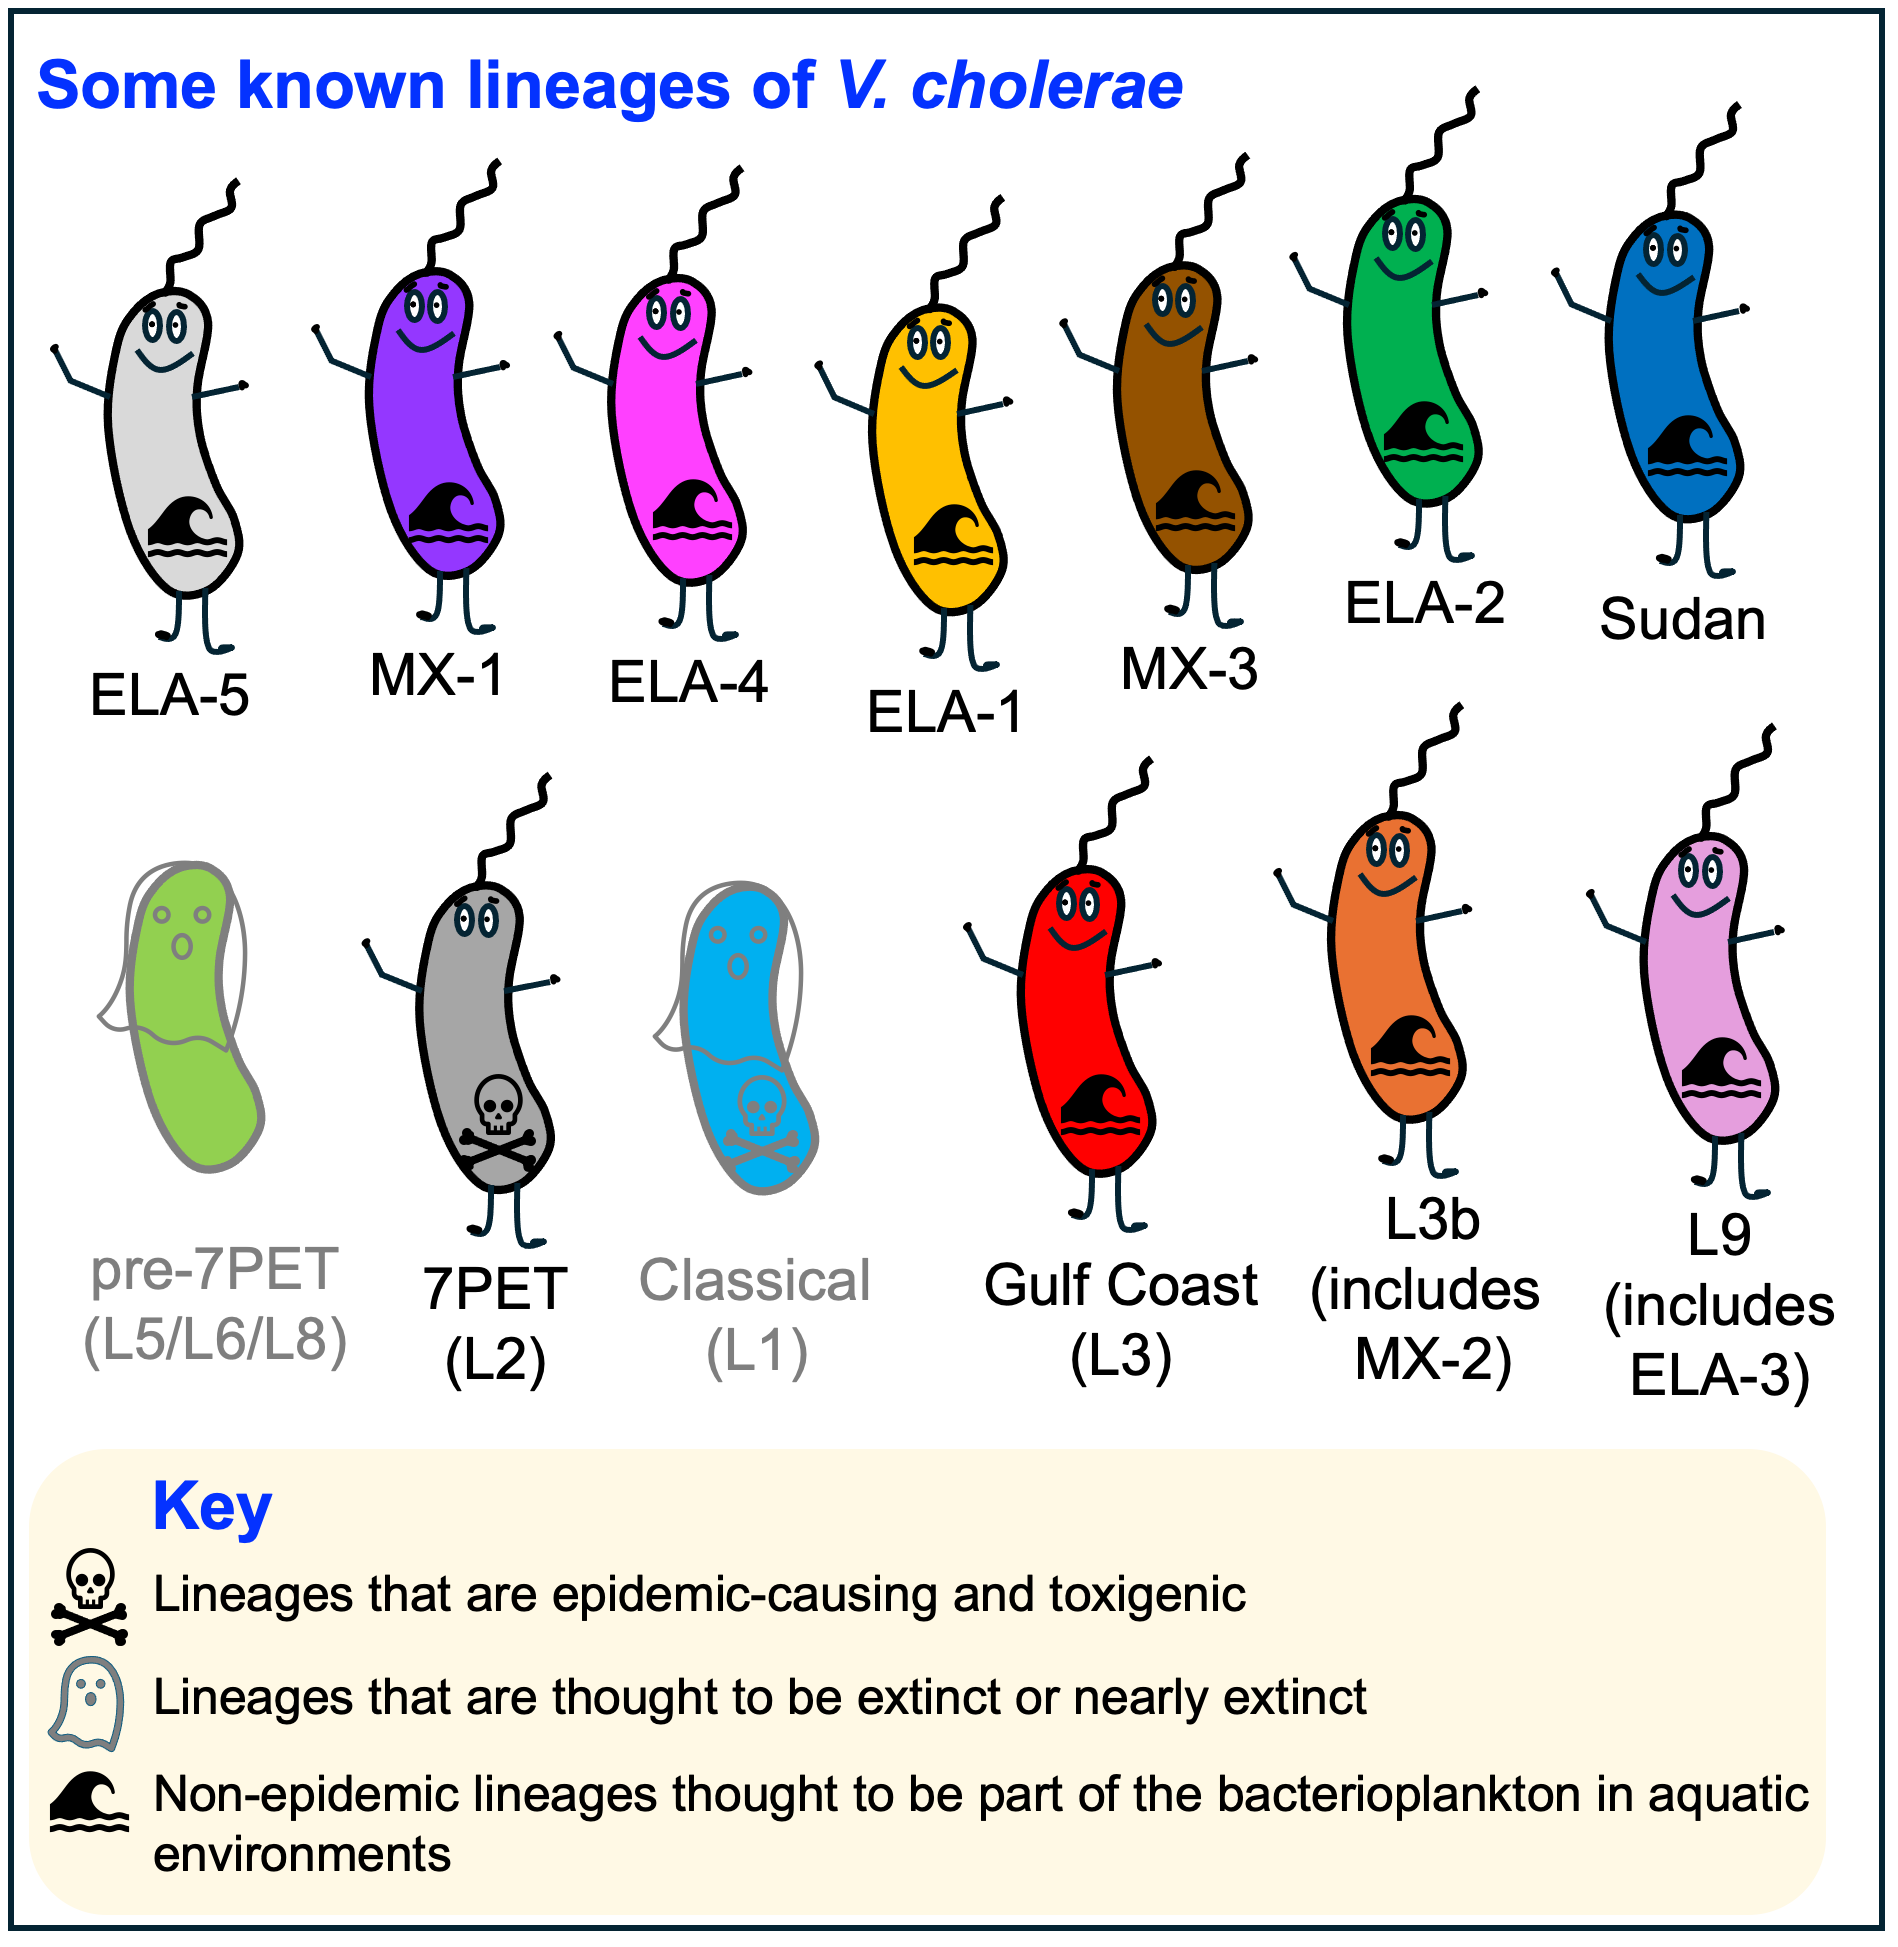 Some known lineages of V. cholerae
ELA-5
MX-1
ELA-4
ELA-1
MX-3
ELA-2
Sudan
pre-7PET
(L5/L6/L8)
7PET
(L2)
Classical
(L1)
Gulf Coast
(L3)
L3b
(includes
MX-2)
L9
(includes
ELA-3)
Key
Lineages that are epidemic-causing and toxigenic
Lineages that are thought to be extinct or nearly extinct
Non-epidemic lineages thought to be part of the bacterioplankton in aquatic
environments